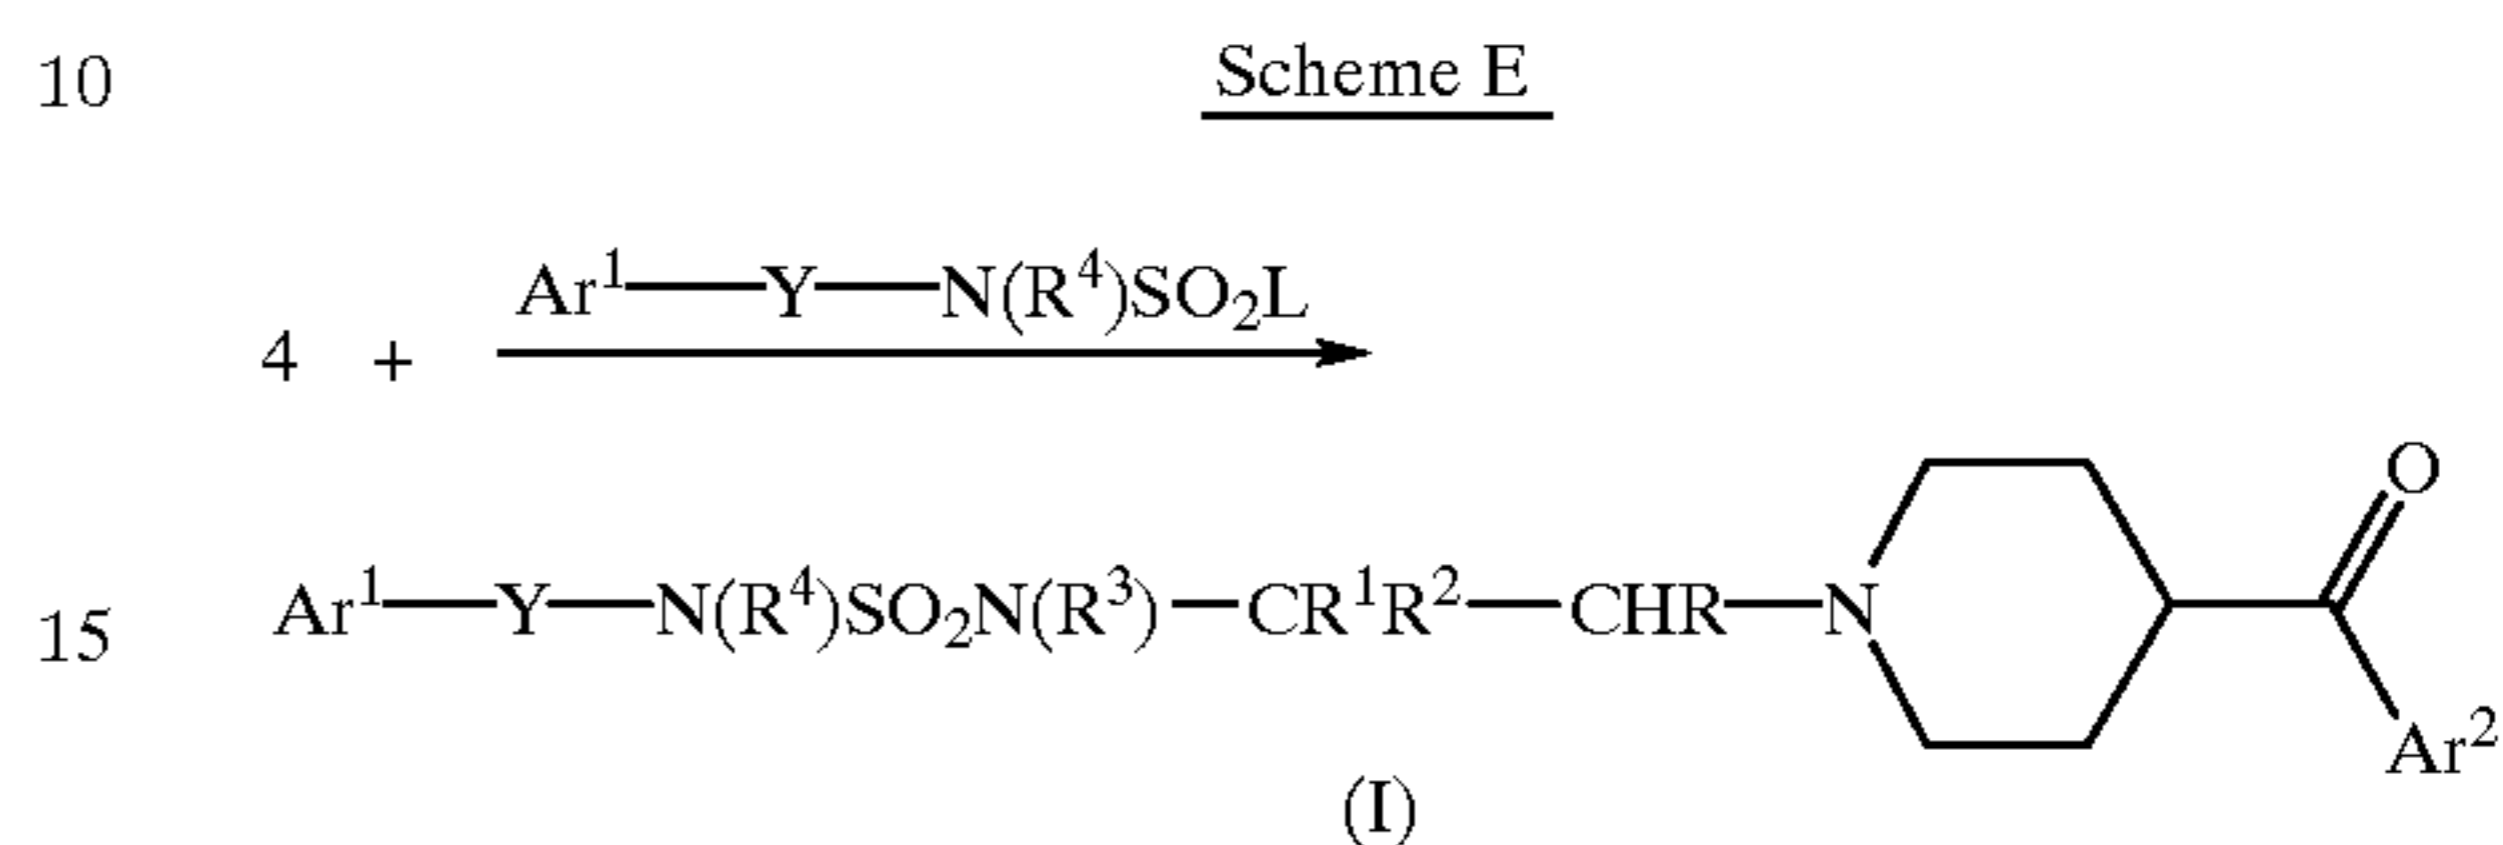 10 Scheme E
Ar¹—Y—N(R⁴)SO₂L
4 +
O
15 Ar¹—Y—N(R⁴)SO₂N(R³)—CR¹R²—CHR—N
Ar²
(I)